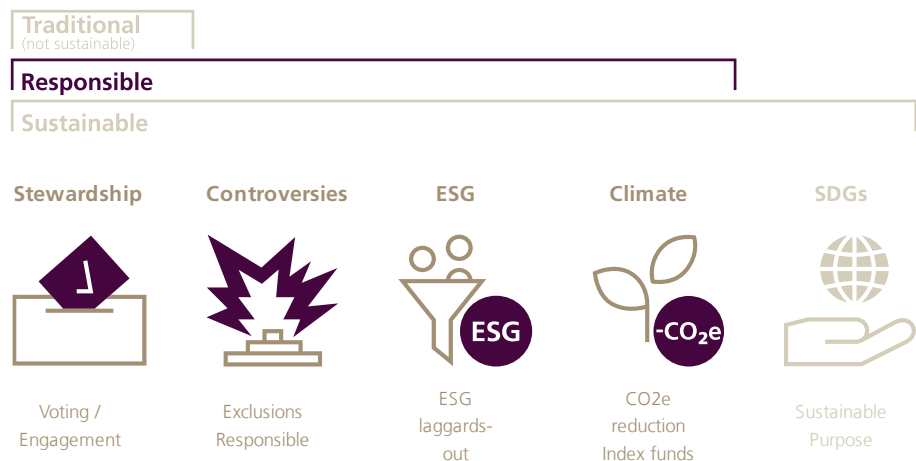 Traditional
(not sustainable)
Responsible
Sustainable
Stewardship
Controversies
ESG
Climate
SDGs
ESG
-CO₂e
Voting /
Engagement
Exclusions
Responsible
ESG
laggards-
out
CO2e
reduction
Index funds
Sustainable
Purpose